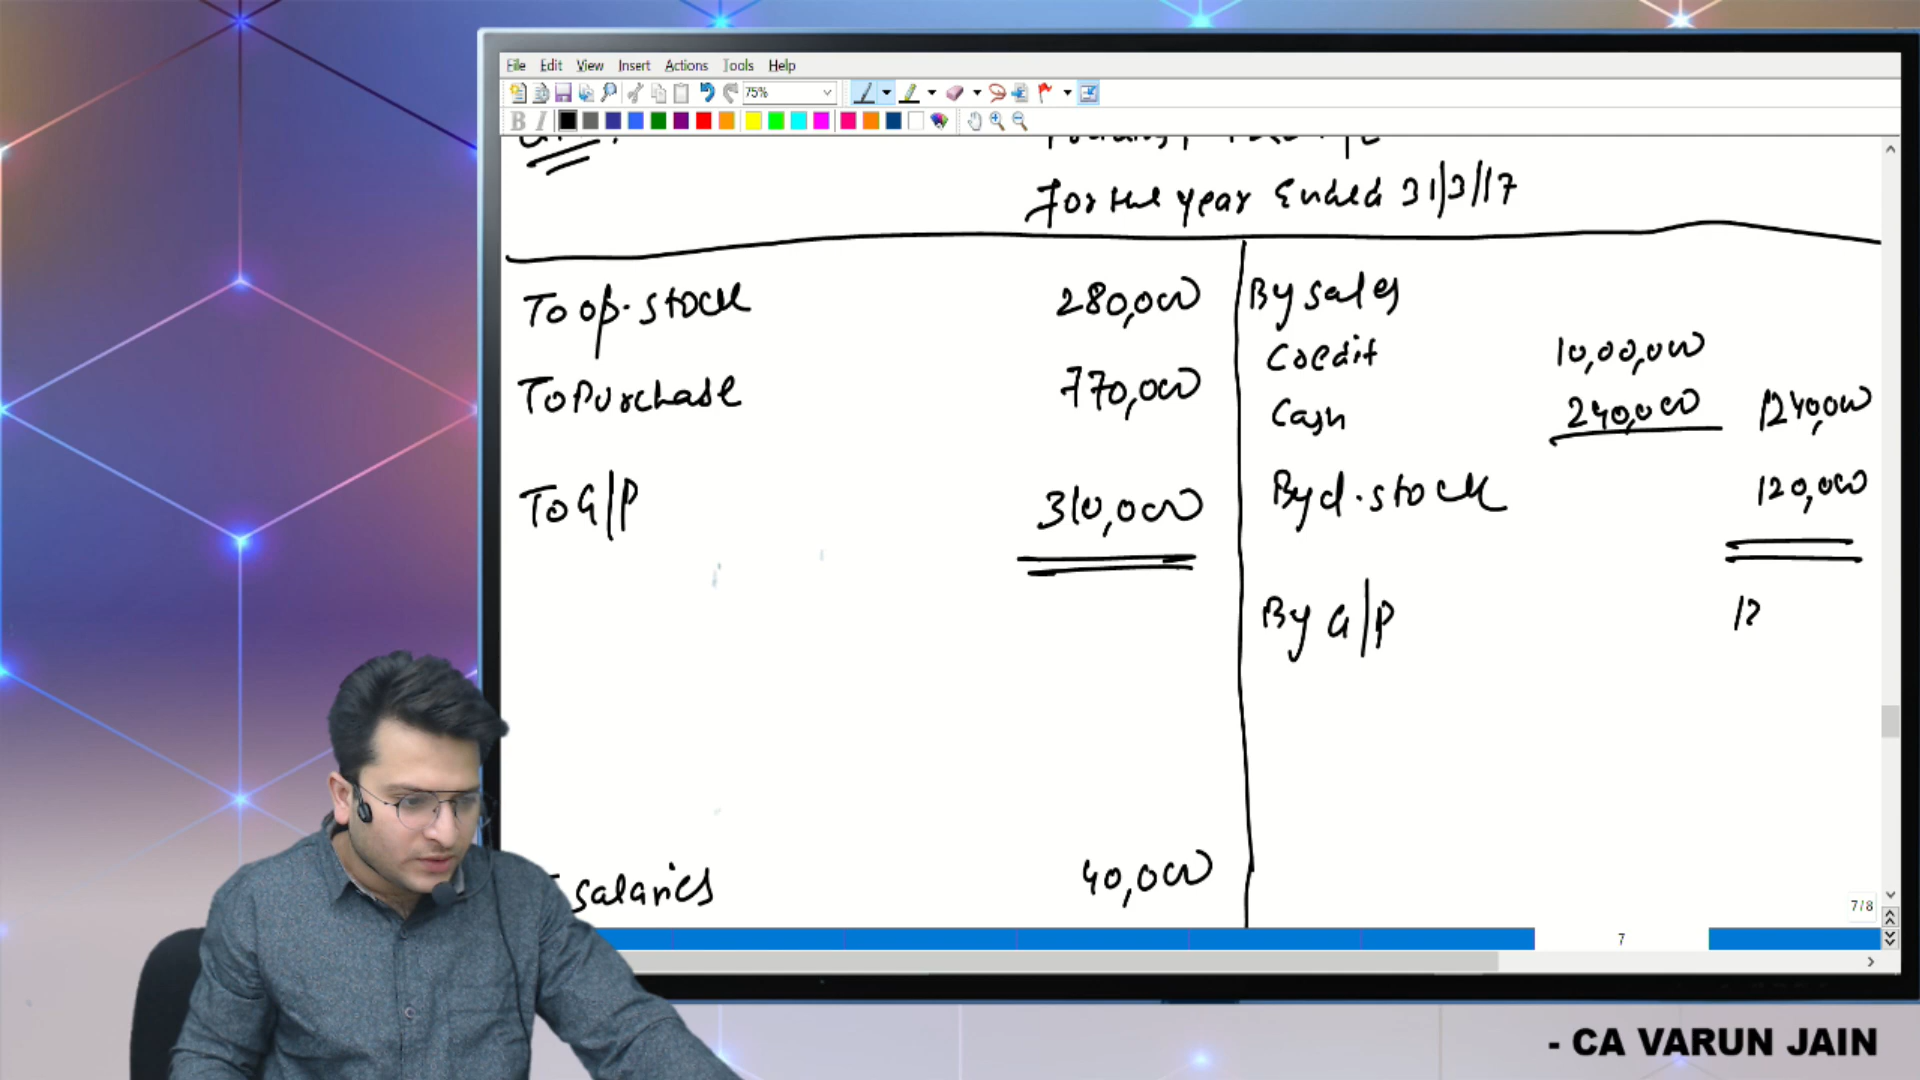 File Edit View Insert Actions Tools Help
75%
B I
For the year Ended 31/3/17
To op. stock 280,000 By sales
Credit 10,00,000
To Purchase 770,000 Cash 240,000 1240,000
To G/P 310,000 By cl. stock 120,000
By G/P 12
salaries 40,000
7/8
7
- CA VARUN JAIN